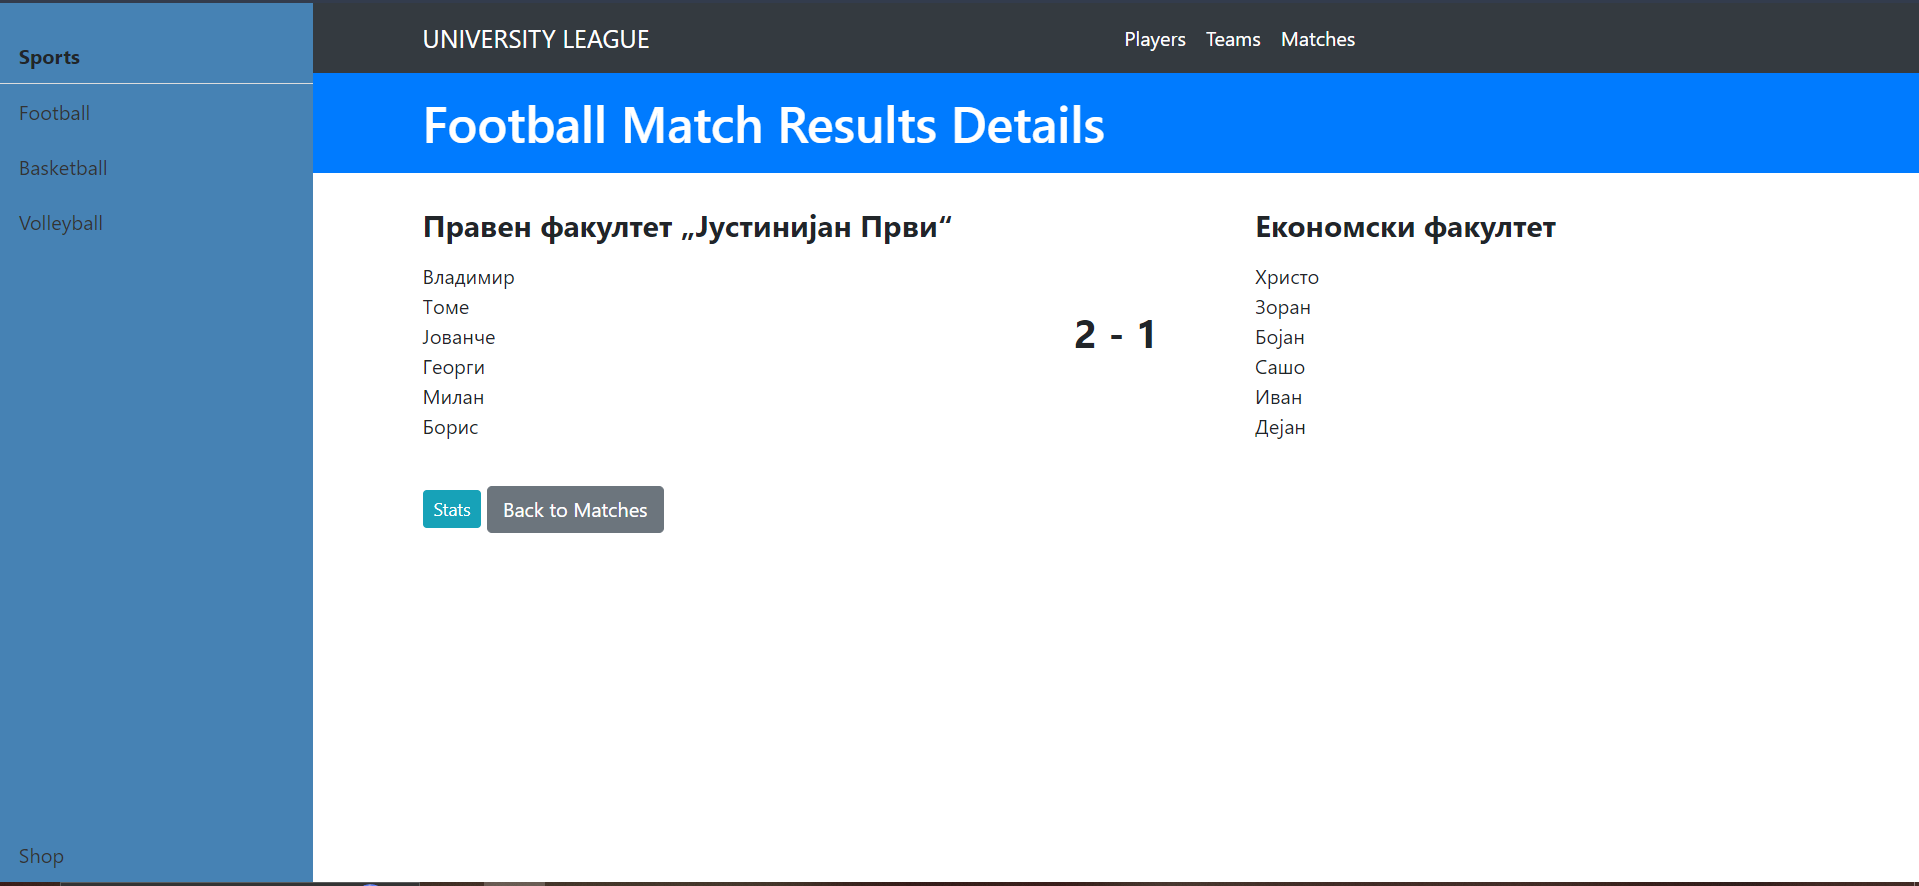 Sports
Football
Basketball
Volleyball
Shop
UNIVERSITY LEAGUE
Players Teams Matches
Football Match Results Details
Правен факултет „Јустинијан Први“
Владимир
Томе
Јованче
Георги
Милан
Борис
2 - 1
Економски факултет
Христо
Зоран
Бојан
Сашо
Иван
Дејан
Stats Back to Matches